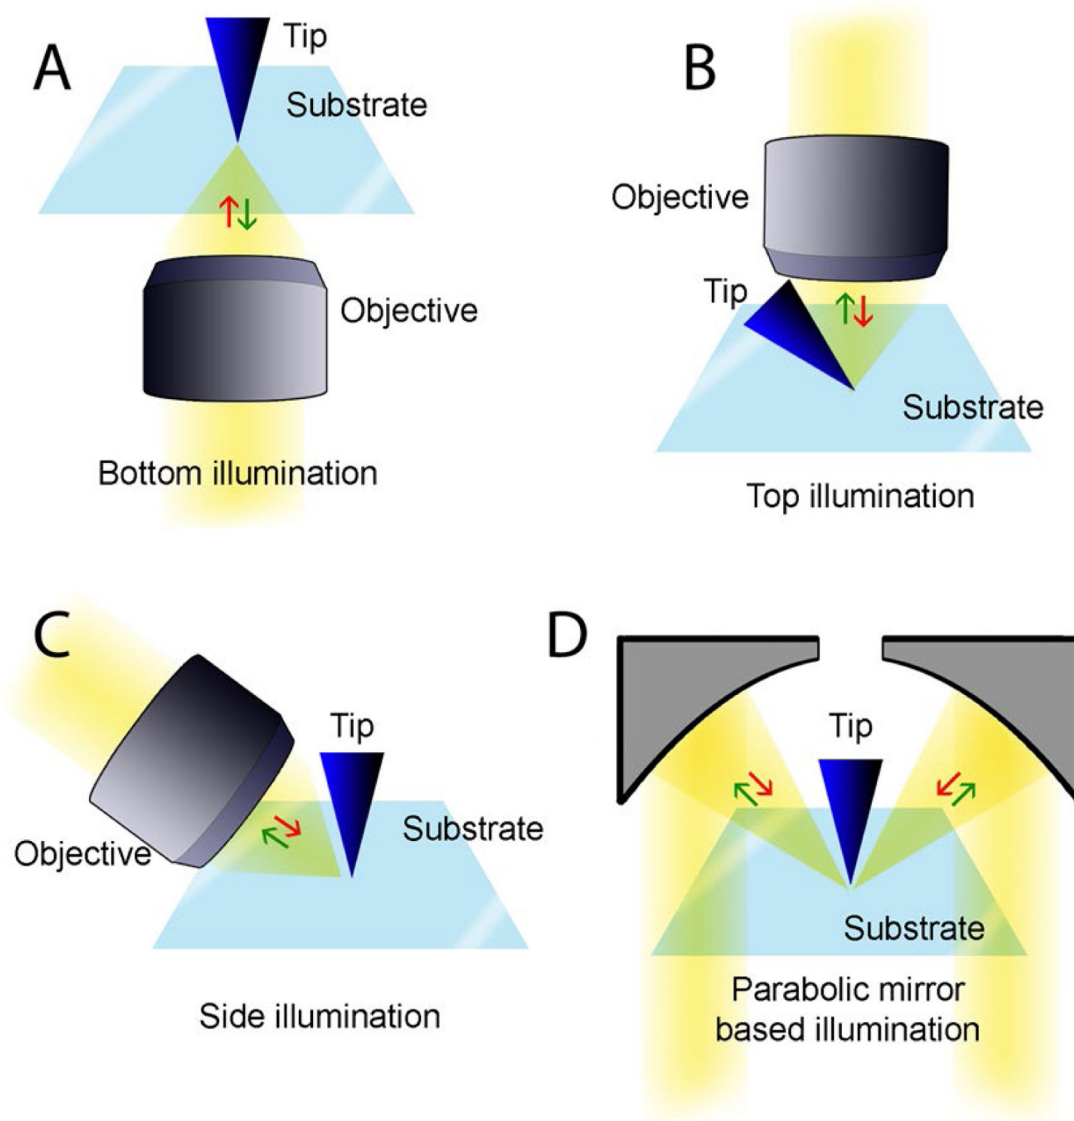 A
Tip
Substrate
Objective
Bottom illumination
B
Objective
Tip
Substrate
Top illumination
C
Tip
Substrate
Objective
Side illumination
D
Tip
Substrate
Parabolic mirror
based illumination